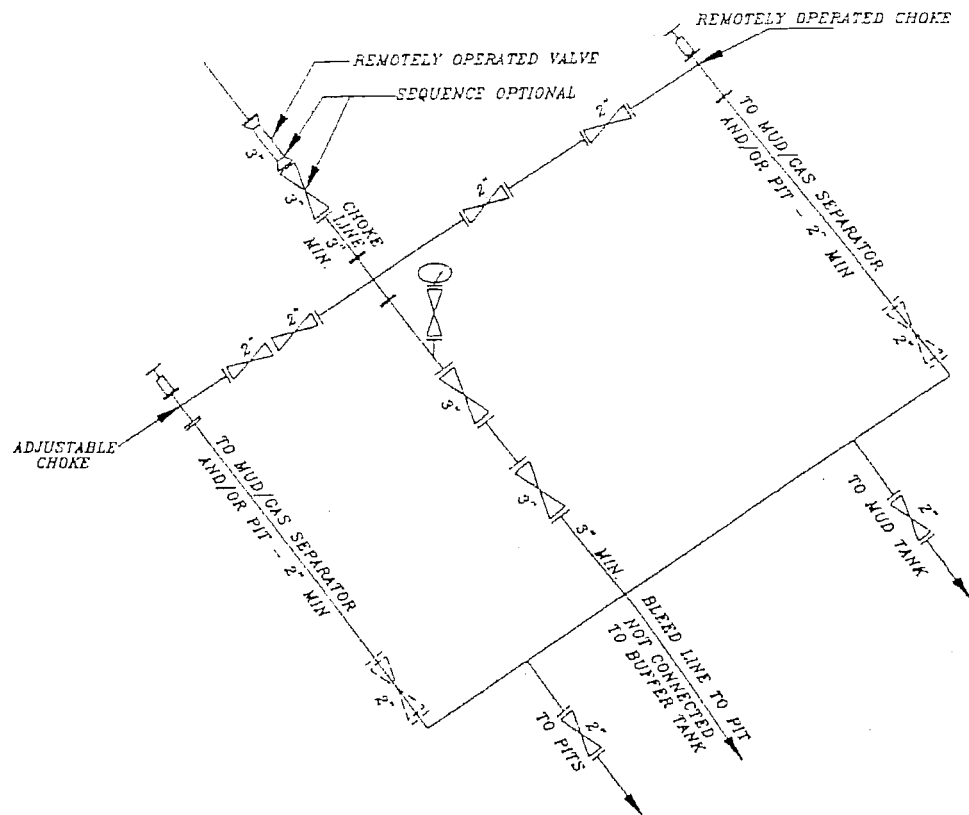 REMOTELY OPERATED CHOKE
REMOTELY OPERATED VALVE
SEQUENCE OPTIONAL
3"
3"
CHOKE
LINE
3"
MIN.
2"
2"
TO MUD/GAS SEPARATOR
AND/OR PIT - 2" MIN
2"
2"
2"
ADJUSTABLE
CHOKE
TO MUD/GAS SEPARATOR
AND/OR PIT - 2" MIN
2"
3"
3"
3" MIN.
BLEED LINE TO PIT
NOT CONNECTED
TO BUFFER TANK
2"
TO MUD TANK
2"
TO PITS